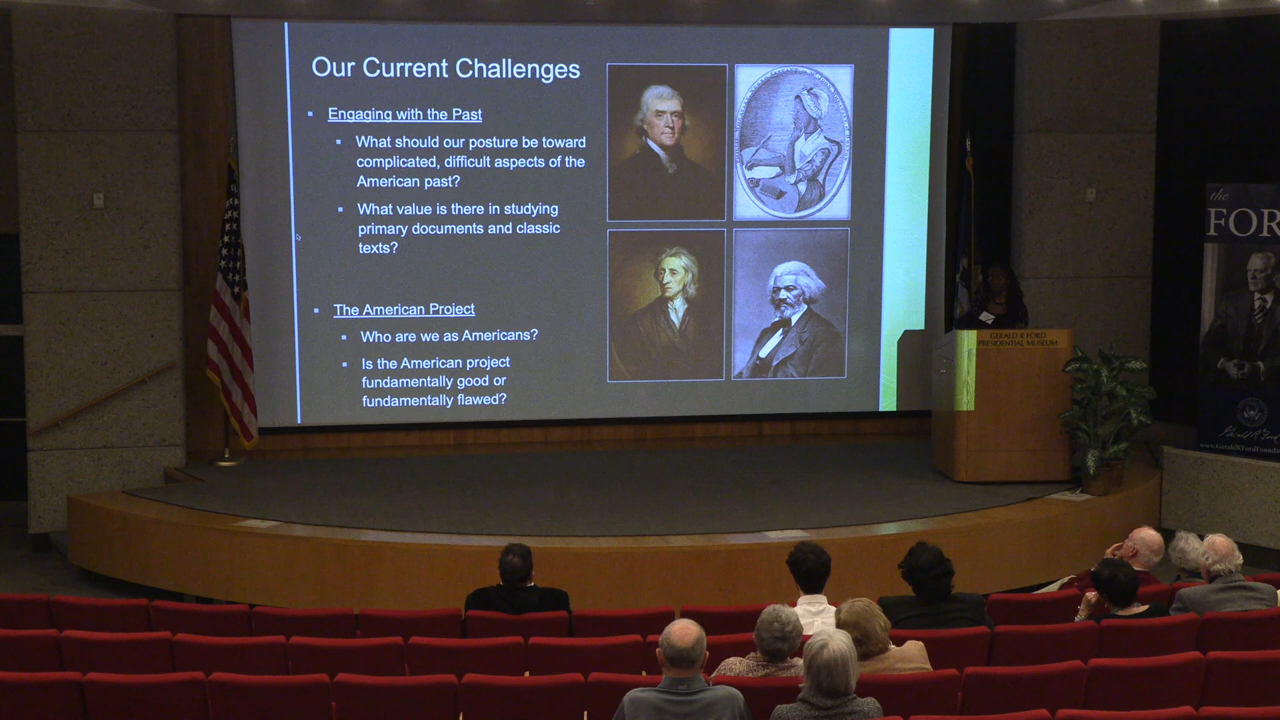 Our Current Challenges
Engaging with the Past
What should our posture be toward
complicated, difficult aspects of the
American past?
What value is there in studying
primary documents and classic
texts?
The American Project
Who are we as Americans?
Is the American project
fundamentally good or
fundamentally flawed?
GERALD R FORD
PRESIDENTIAL MUSEUM
the
FOR